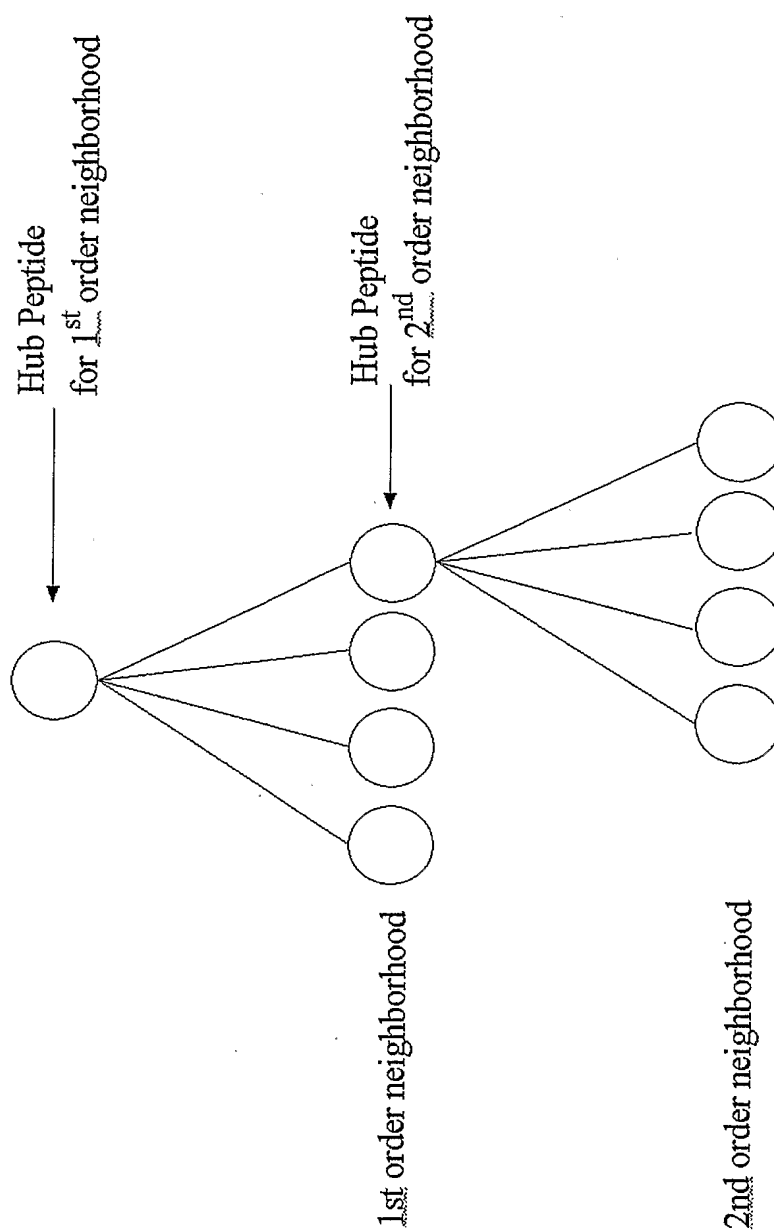 Hub Peptide
for 1st order neighborhood
Hub Peptide
for 2nd order neighborhood
1st order neighborhood
2nd order neighborhood